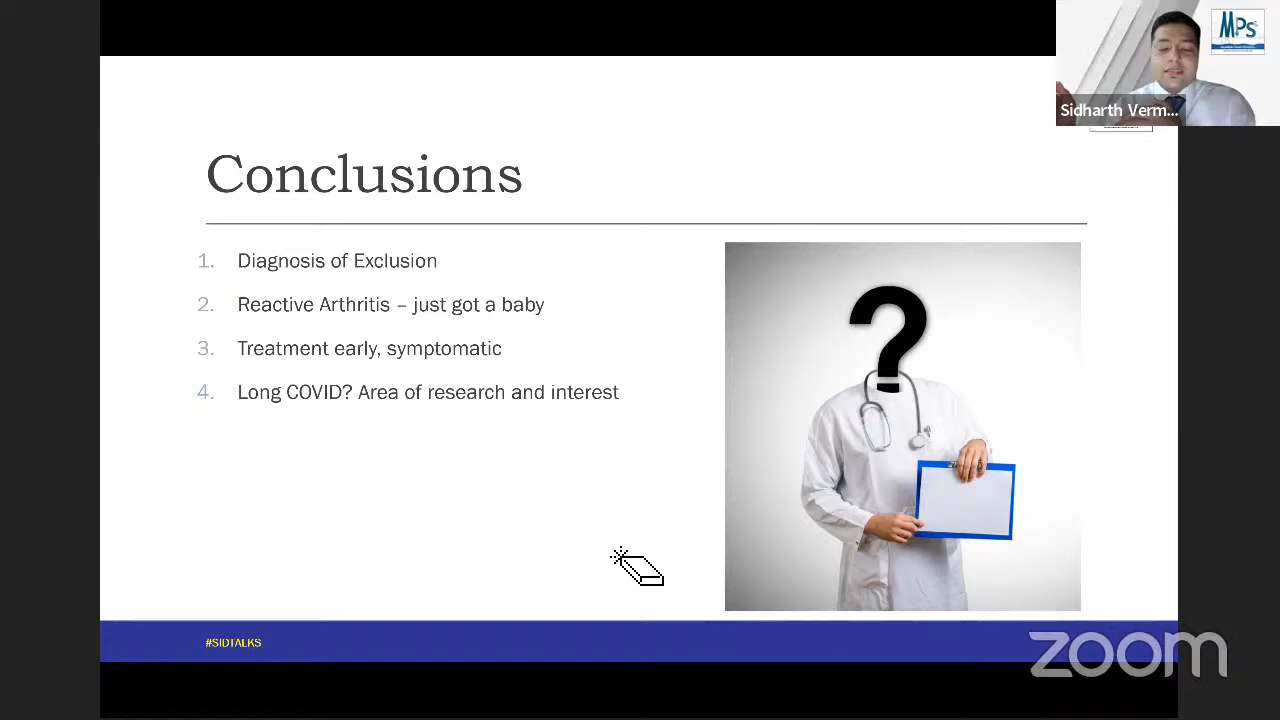 MPS
Sidharth Verm...
Conclusions
1. Diagnosis of Exclusion
2. Reactive Arthritis – just got a baby
3. Treatment early, symptomatic
4. Long COVID? Area of research and interest
?
#SIDTALKS
zoom